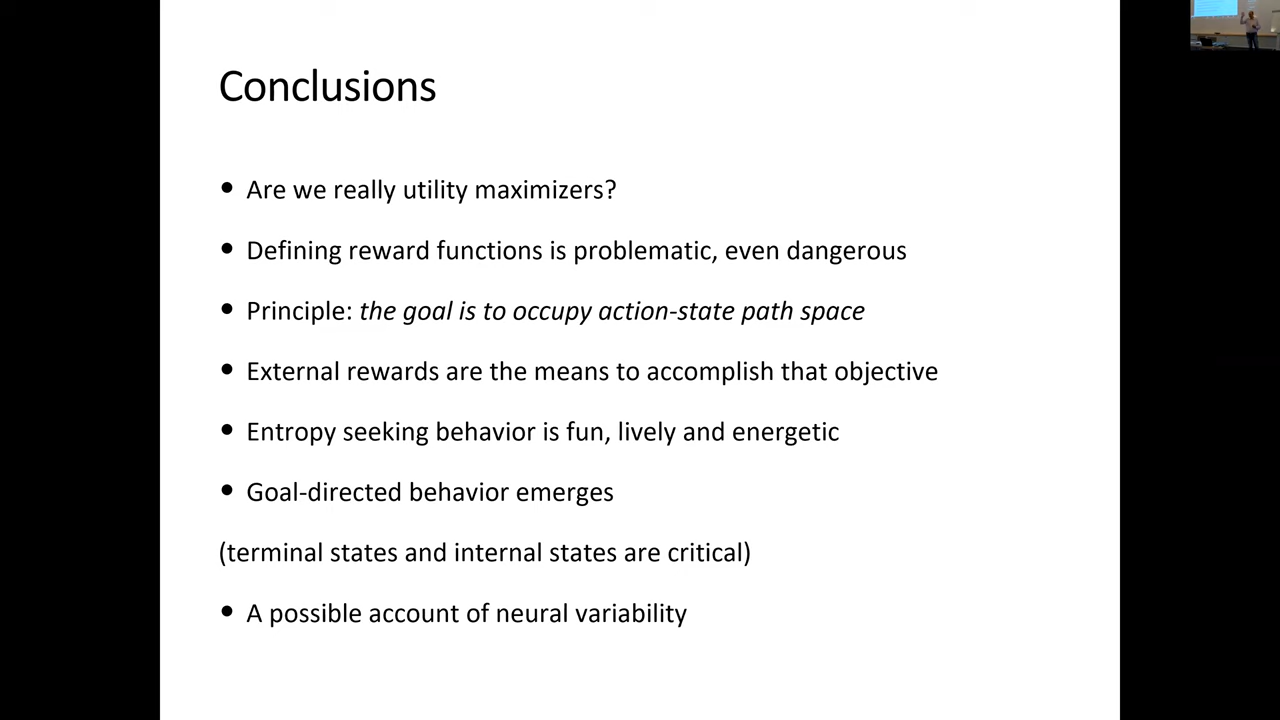 Conclusions
• Are we really utility maximizers?
• Defining reward functions is problematic, even dangerous
• Principle: the goal is to occupy action-state path space
• External rewards are the means to accomplish that objective
• Entropy seeking behavior is fun, lively and energetic
• Goal-directed behavior emerges
(terminal states and internal states are critical)
• A possible account of neural variability